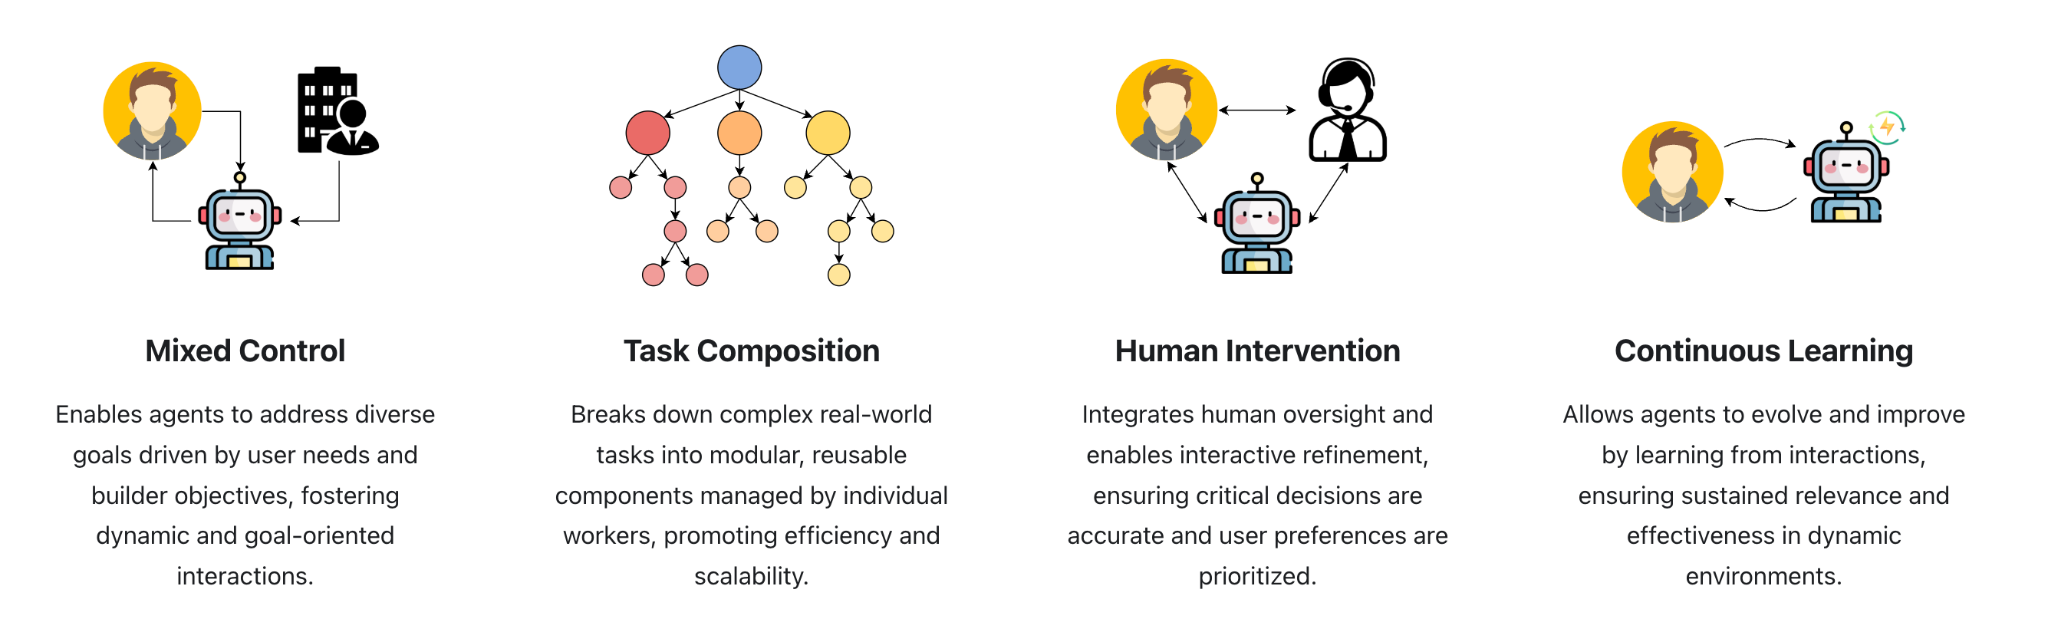 Mixed Control
Enables agents to address diverse
goals driven by user needs and
builder objectives, fostering
dynamic and goal-oriented
interactions.
Task Composition
Breaks down complex real-world
tasks into modular, reusable
components managed by individual
workers, promoting efficiency and
scalability.
Human Intervention
Integrates human oversight and
enables interactive refinement,
ensuring critical decisions are
accurate and user preferences are
prioritized.
Continuous Learning
Allows agents to evolve and improve
by learning from interactions,
ensuring sustained relevance and
effectiveness in dynamic
environments.